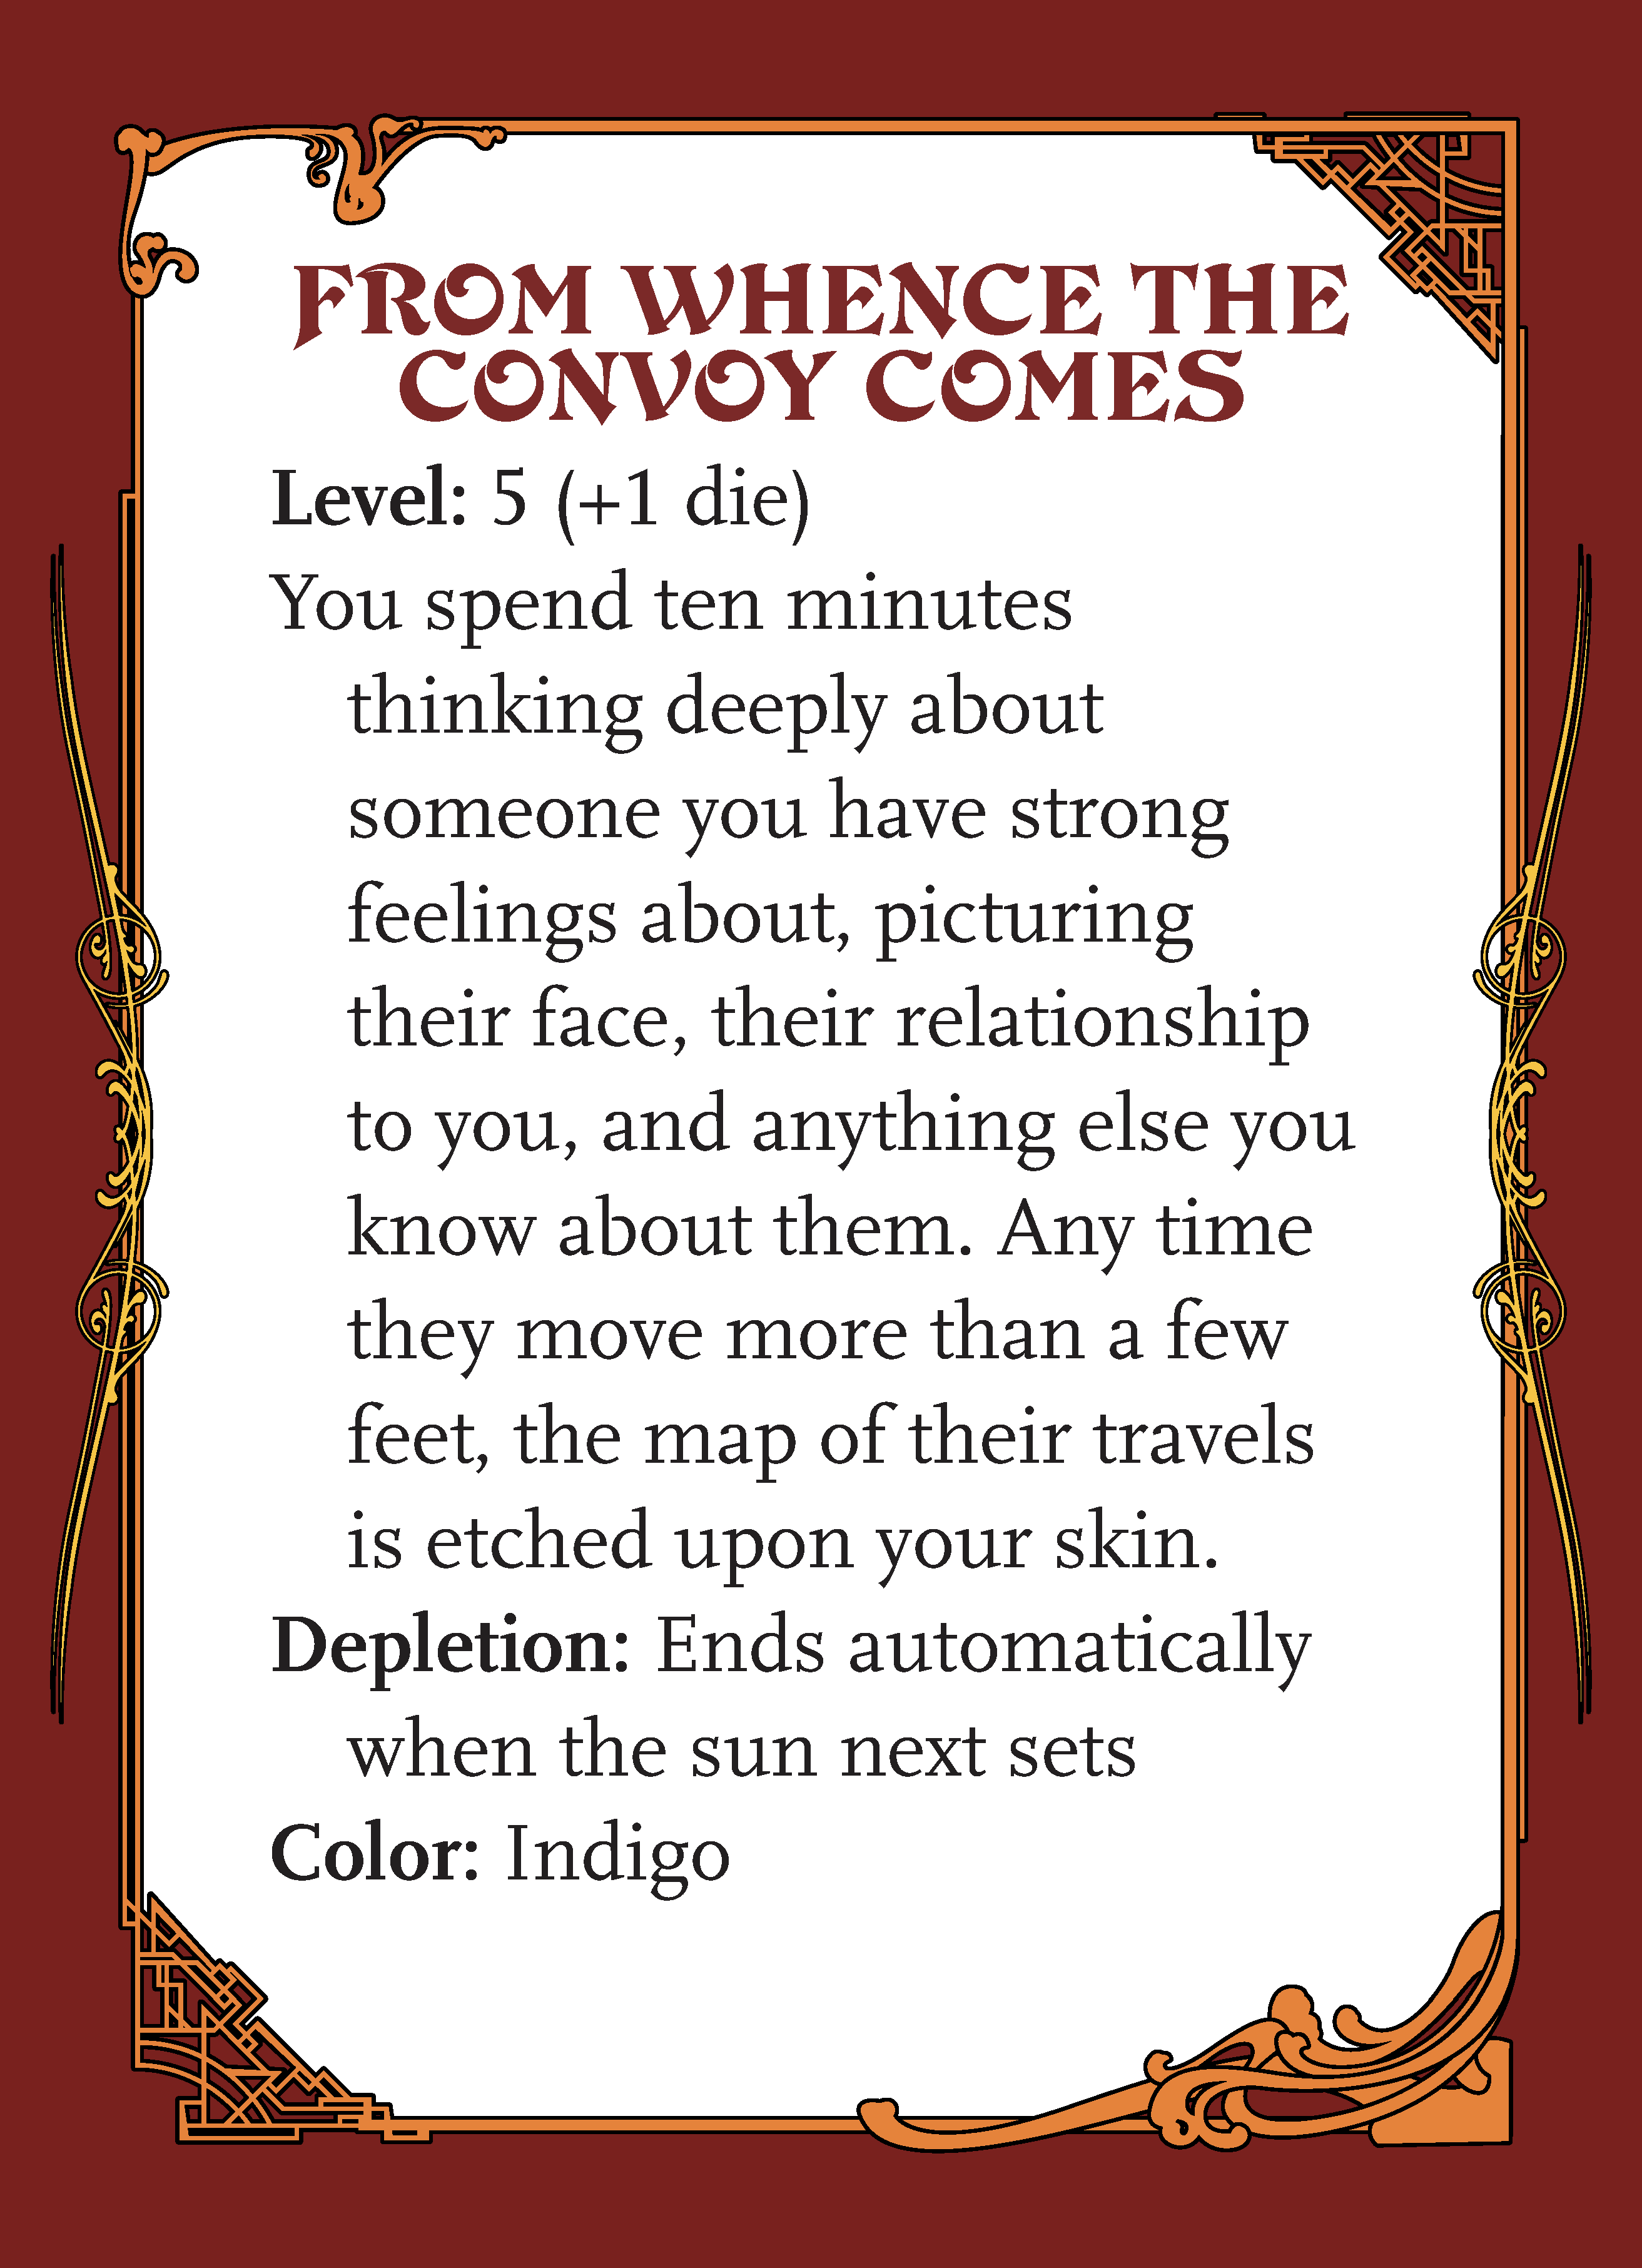 FROM WHENCE THE
CONVOY COMES
Level: 5 (+1 die)
You spend ten minutes
thinking deeply about
someone you have strong
feelings about, picturing
their face, their relationship
to you, and anything else you
know about them. Any time
they move more than a few
feet, the map of their travels
is etched upon your skin.
Depletion: Ends automatically
when the sun next sets
Color: Indigo